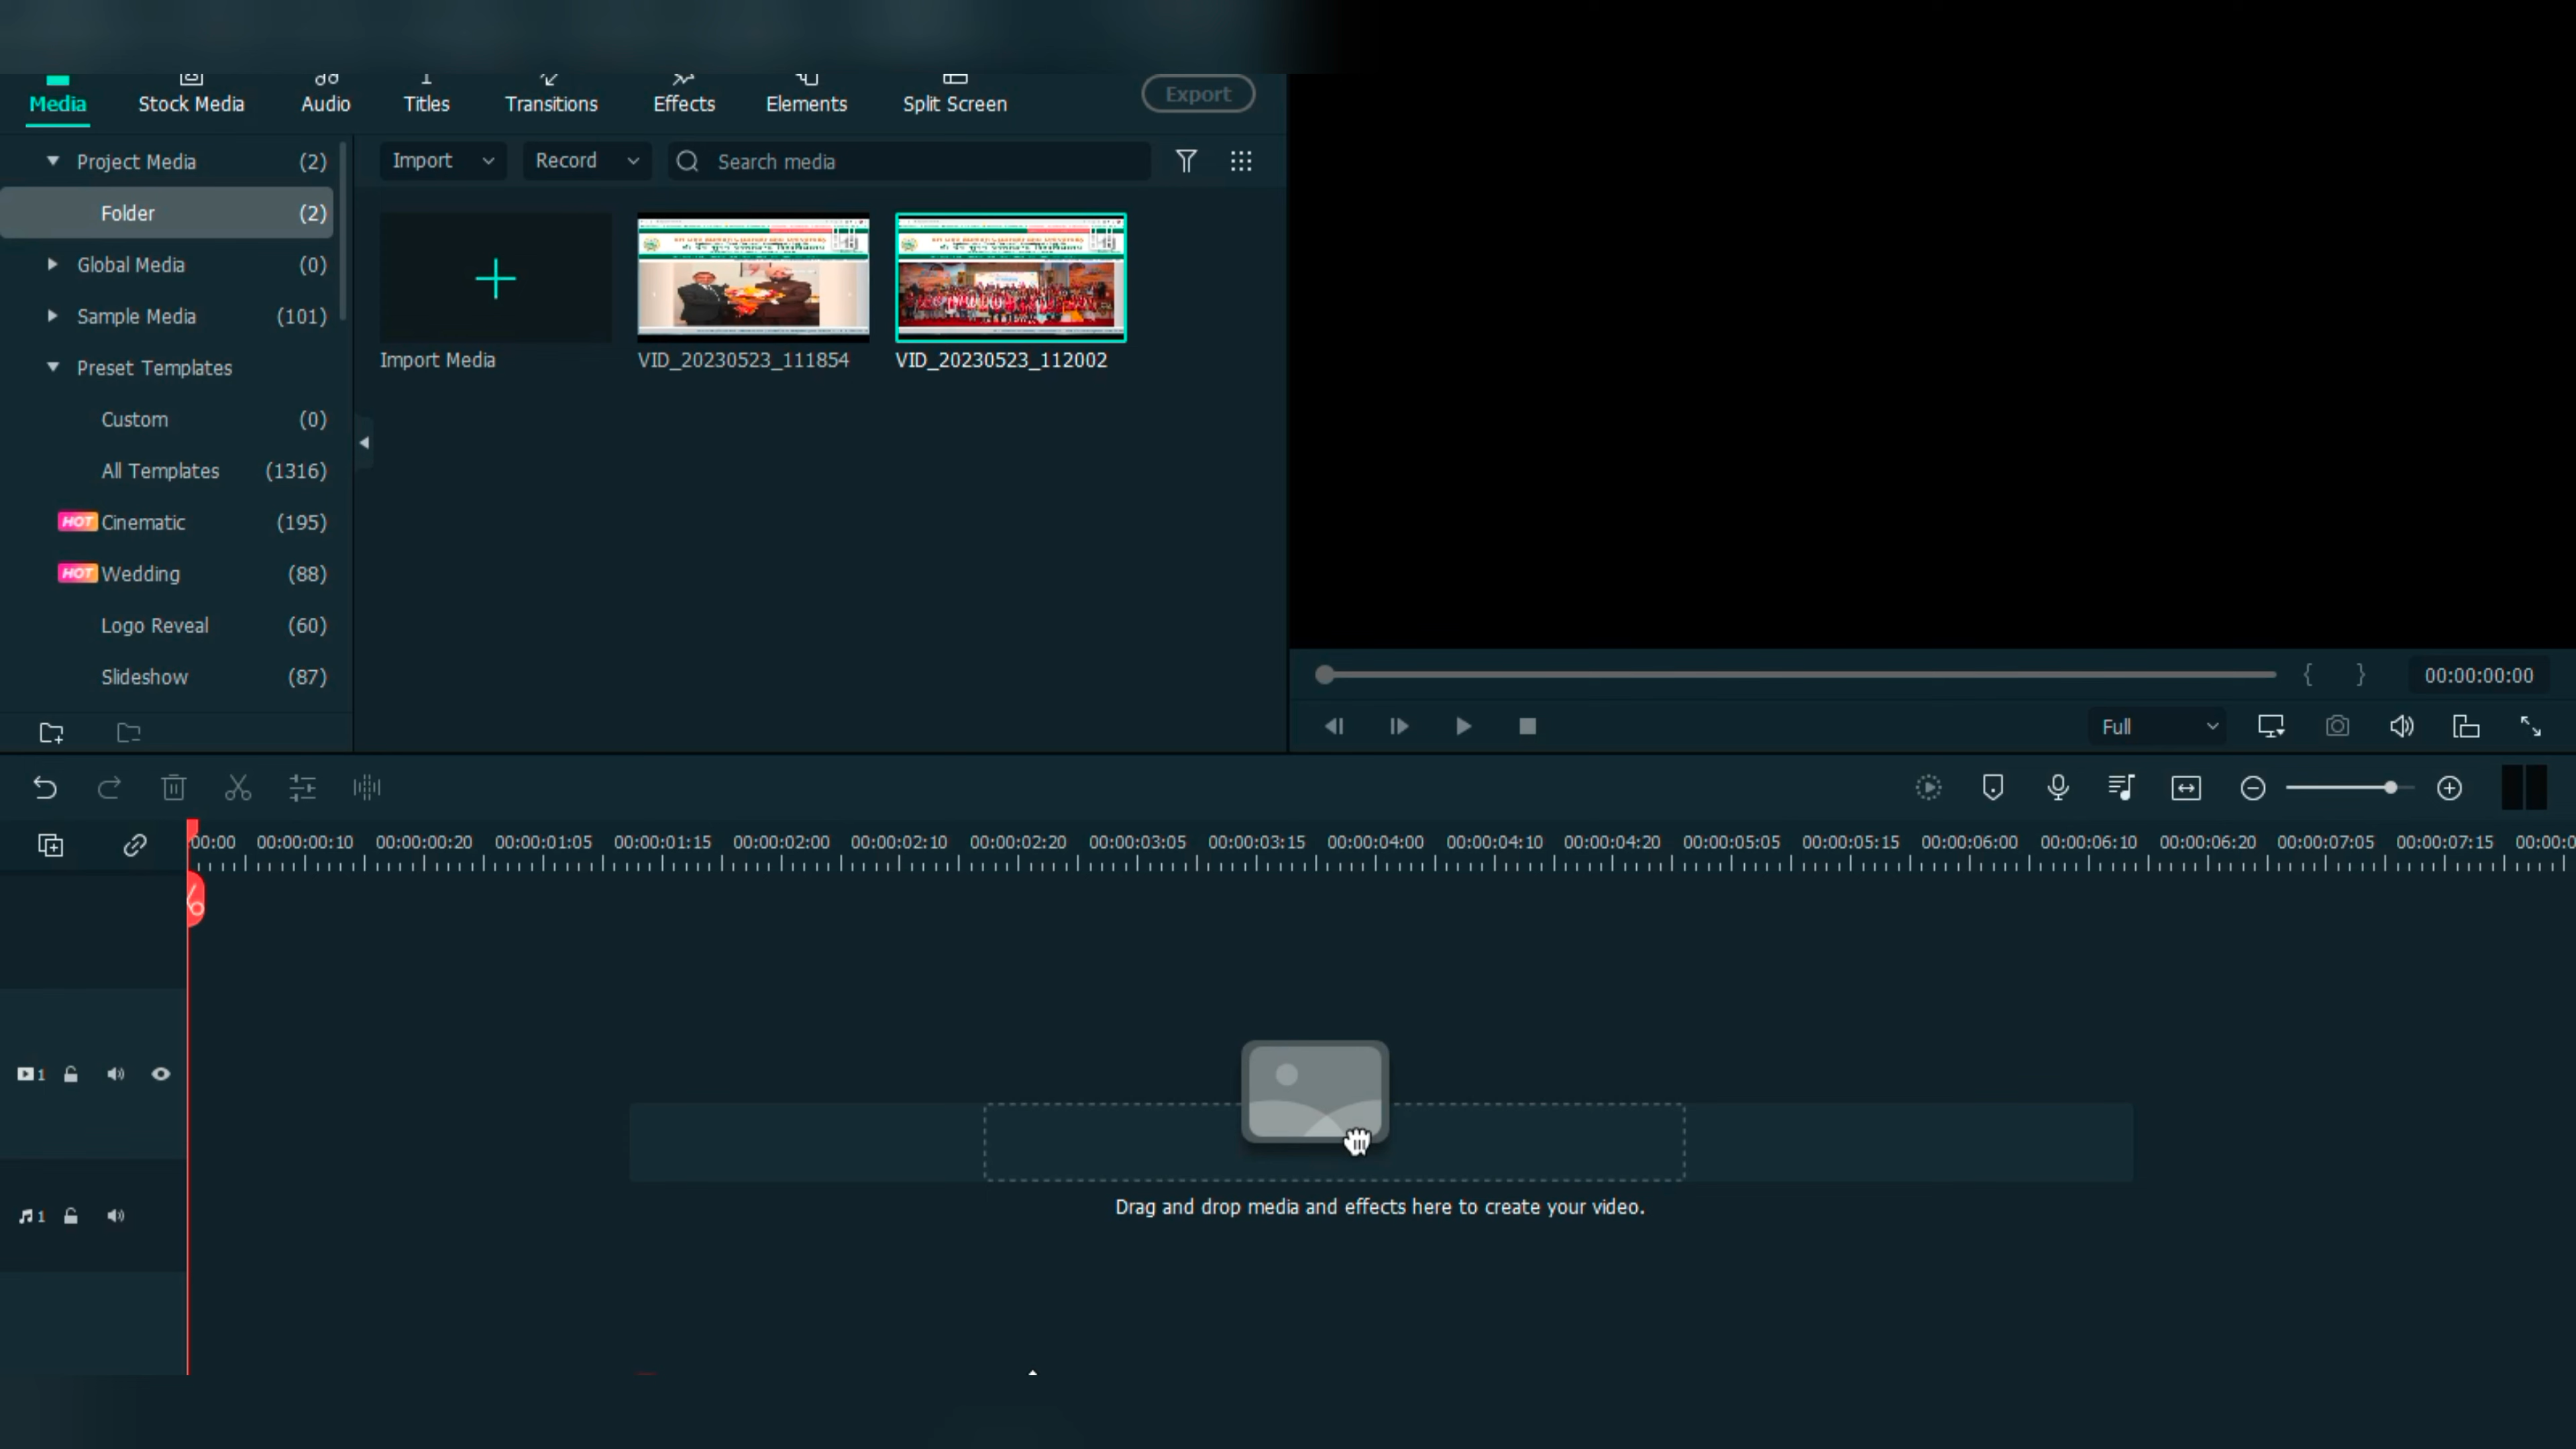 Media
Stock Media
Audio
Titles
Transitions
Effects
Elements
Split Screen
Export
Project Media (2)
Folder (2)
Global Media (0)
Sample Media (101)
Preset Templates
Custom (0)
All Templates (1316)
HOT Cinematic (195)
HOT Wedding (88)
Logo Reveal (60)
Slideshow (87)
Import
Record
Search media
Import Media
VID_20230523_111854
VID_20230523_112002
{ }
00:00:00:00
Full
00:00 00:00:00:10 00:00:00:20 00:00:01:05 00:00:01:15 00:00:02:00 00:00:02:10 00:00:02:20 00:00:03:05 00:00:03:15 00:00:04:00 00:00:04:10 00:00:04:20 00:00:05:05 00:00:05:15 00:00:06:00 00:00:06:10 00:00:06:20 00:00:07:05 00:00:07:15 00:00:0
1
1
Drag and drop media and effects here to create your video.